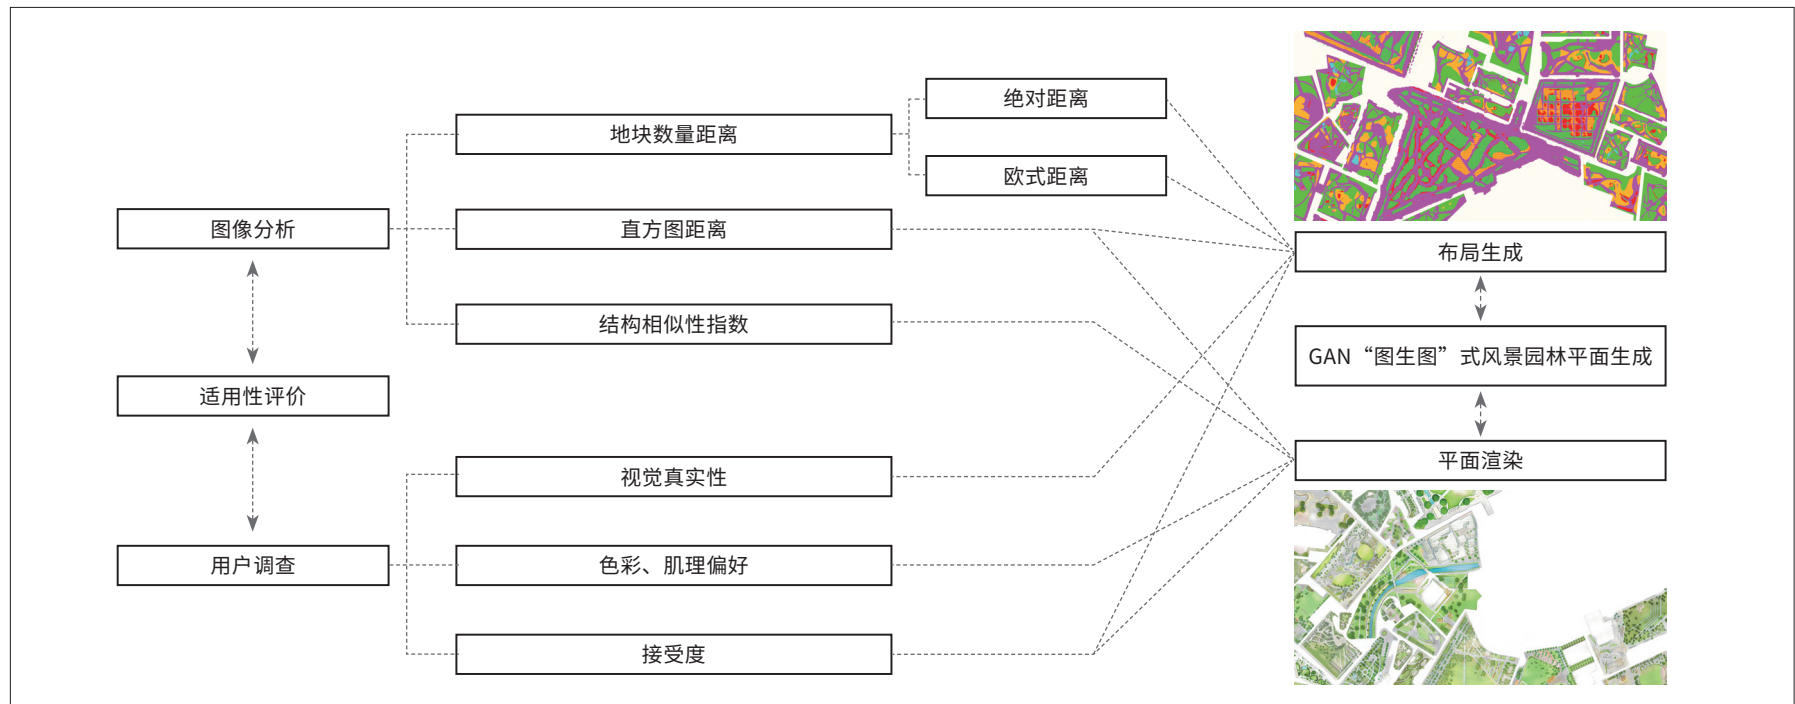 绝对距离
地块数量距离
欧式距离
图像分析
直方图距离
布局生成
结构相似性指数
GAN“图生图”式风景园林平面生成
适用性评价
视觉真实性
平面渲染
用户调查
色彩、肌理偏好
接受度